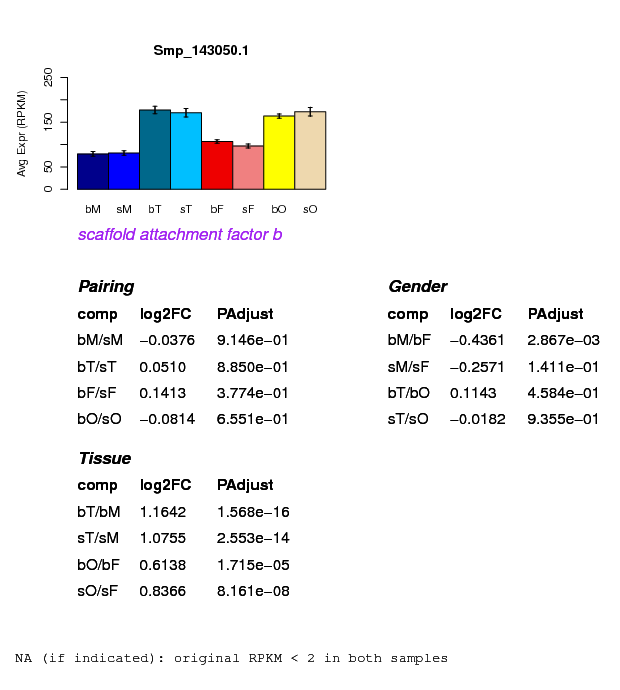 Smp_143050.1
Avg Expr (RPKM)
0 50 150 250
bM sM bT sT bF sF bO sO
scaffold attachment factor b
Pairing
comp log2FC PAdjust
bM/sM −0.0376 9.146e−01
bT/sT 0.0510 8.850e−01
bF/sF 0.1413 3.774e−01
bO/sO −0.0814 6.551e−01
Gender
comp log2FC PAdjust
bM/bF −0.4361 2.867e−03
sM/sF −0.2571 1.411e−01
bT/bO 0.1143 4.584e−01
sT/sO −0.0182 9.355e−01
Tissue
comp log2FC PAdjust
bT/bM 1.1642 1.568e−16
sT/sM 1.0755 2.553e−14
bO/bF 0.6138 1.715e−05
sO/sF 0.8366 8.161e−08
NA (if indicated): original RPKM < 2 in both samples